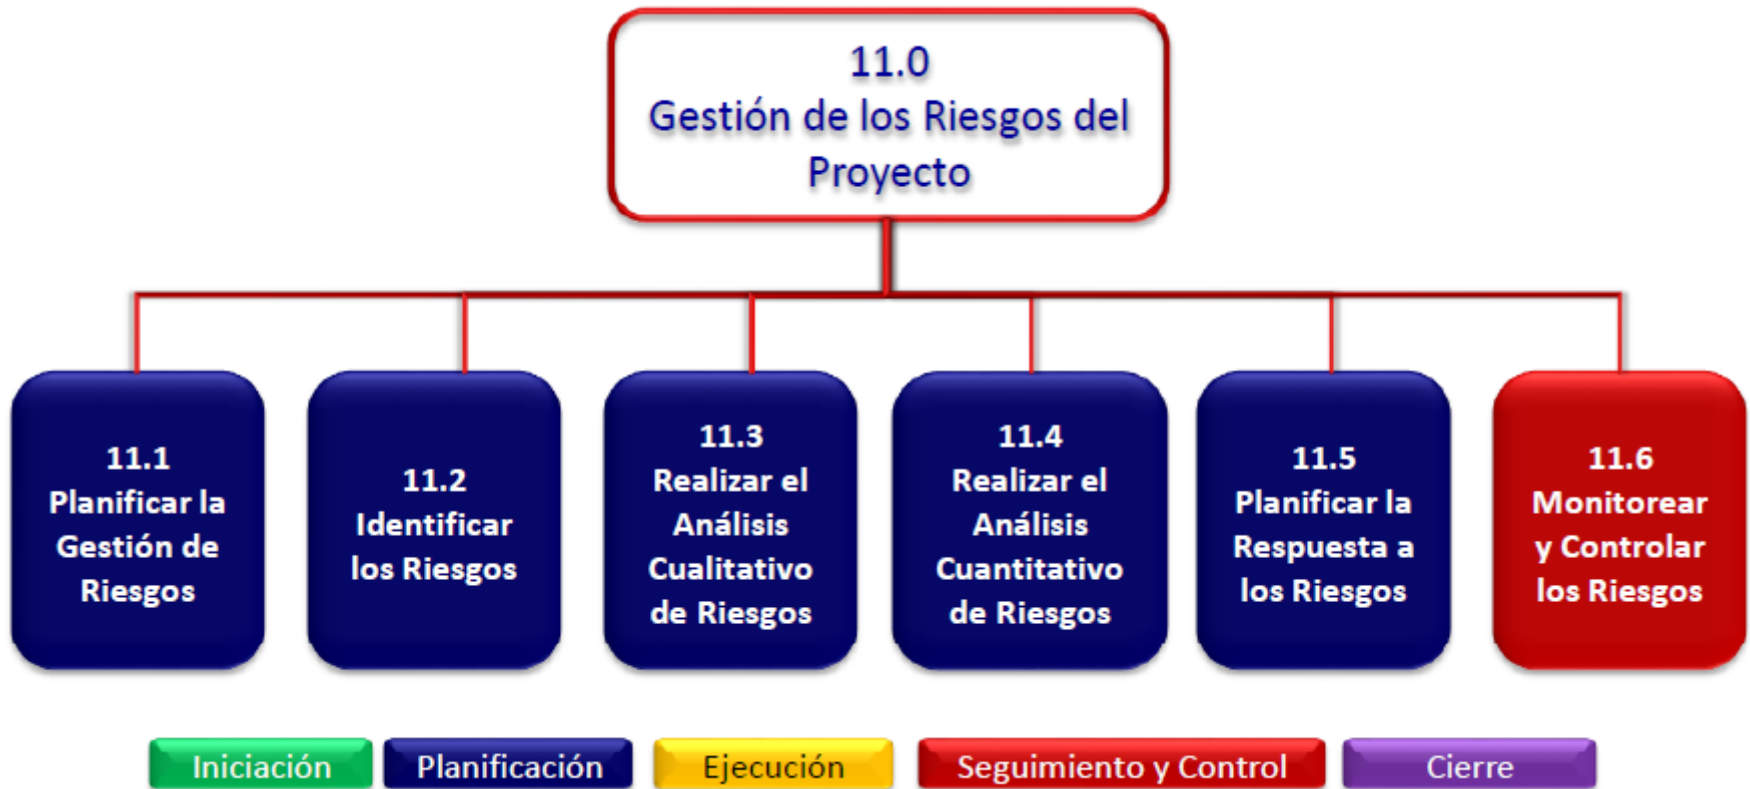 11.0
Gestión de los Riesgos del
Proyecto
11.1
Planificar la
Gestión de
Riesgos
11.2
Identificar
los Riesgos
11.3
Realizar el
Análisis
Cualitativo
de Riesgos
11.4
Realizar el
Análisis
Cuantitativo
de Riesgos
11.5
Planificar la
Respuesta a
los Riesgos
11.6
Monitorear
y Controlar
los Riesgos
Iniciación
Planificación
Ejecución
Seguimiento y Control
Cierre